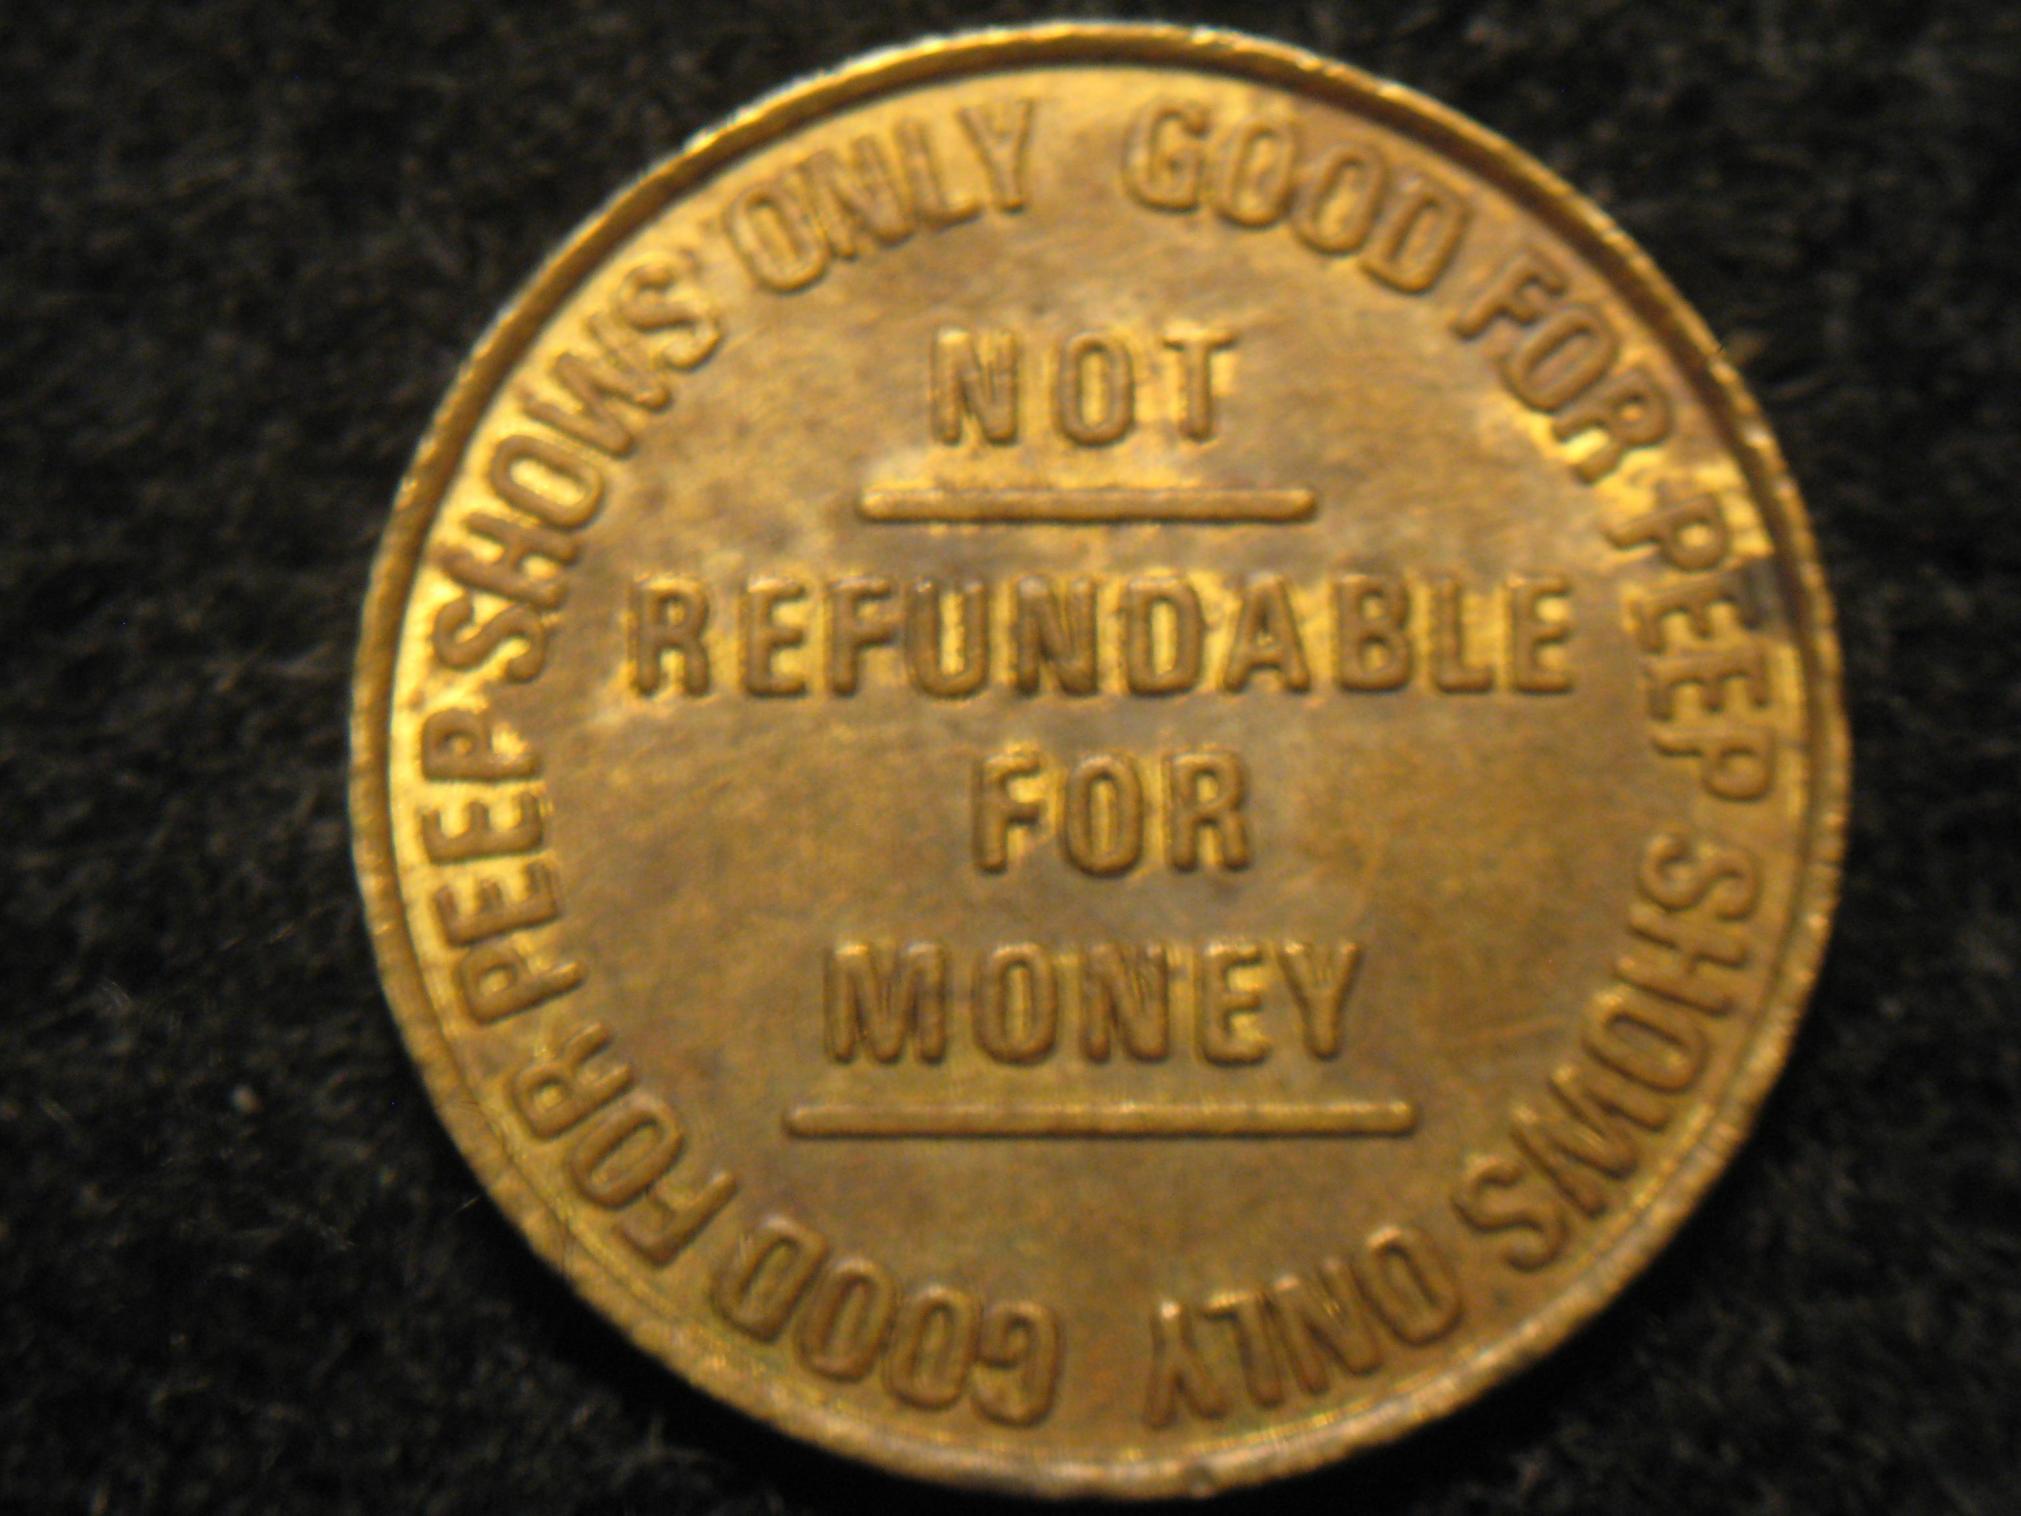 GOOD FOR PEEP SHOWS ONLY
GOOD FOR PEEP SHOWS ONLY
NOT
REFUNDABLE
FOR
MONEY